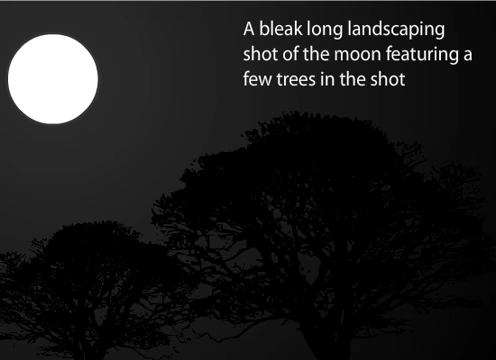 A bleak long landscaping
shot of the moon featuring a
few trees in the shot